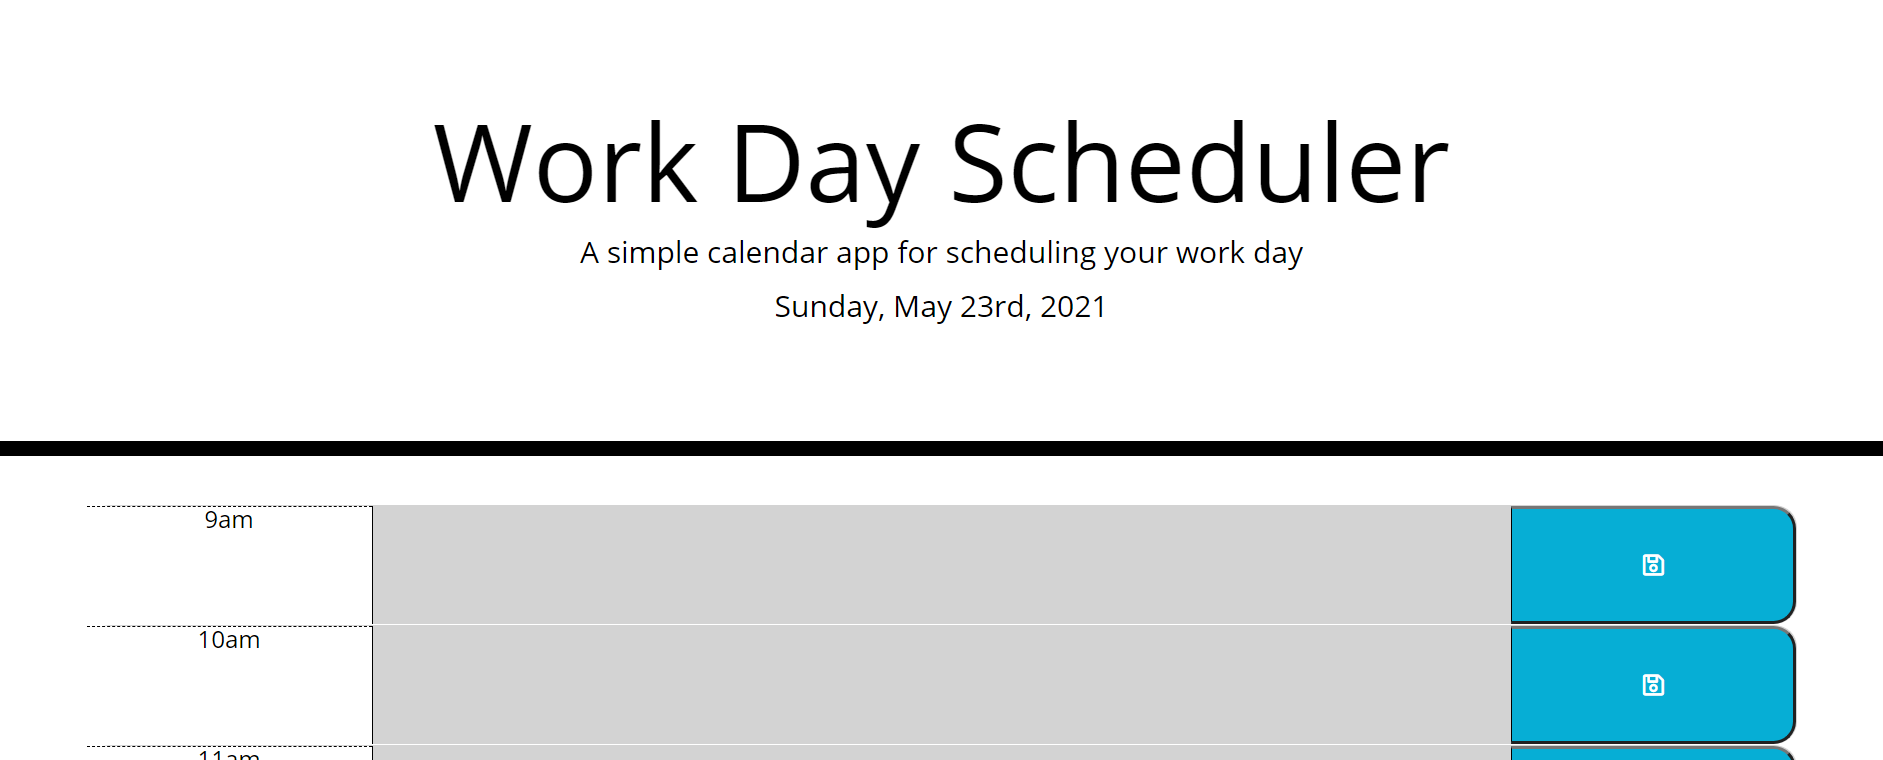 Work Day Scheduler
A simple calendar app for scheduling your work day
Sunday, May 23rd, 2021
9am
10am
11am